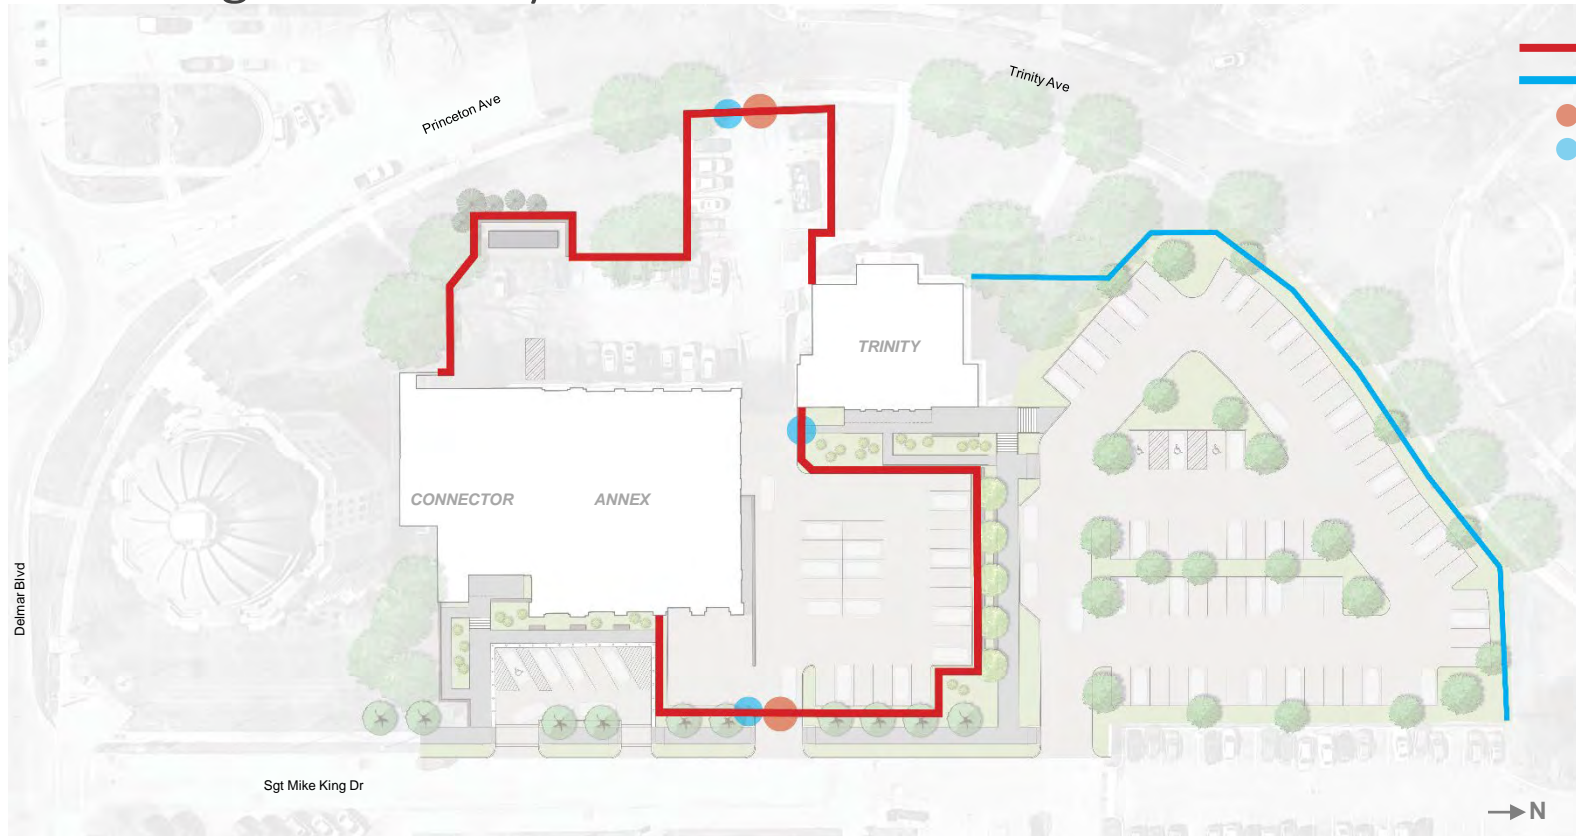 Trinity Ave
Princeton Ave
TRINITY
CONNECTOR
ANNEX
Delmar Blvd
Sgt Mike King Dr
N